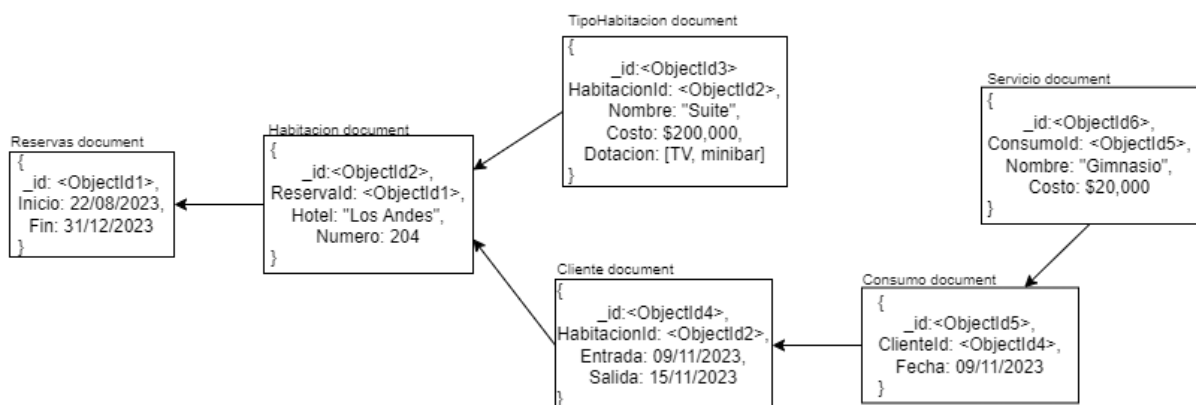 Reservas document
{
_id: <ObjectId1>,
Inicio: 22/08/2023,
Fin: 31/12/2023
}
Habitacion document
{
_id:<ObjectId2>,
ReservaId: <ObjectId1>,
Hotel: "Los Andes",
Numero: 204
}
TipoHabitacion document
{
_id:<ObjectId3>
HabitacionId: <ObjectId2>,
Nombre: "Suite",
Costo: $200,000,
Dotacion: [TV, minibar]
}
Cliente document
{
_id:<ObjectId4>,
HabitacionId: <ObjectId2>,
Entrada: 09/11/2023,
Salida: 15/11/2023
}
Servicio document
{
_id:<ObjectId6>,
ConsumoId: <ObjectId5>,
Nombre: "Gimnasio",
Costo: $20,000
}
Consumo document
{
_id:<ObjectId5>,
ClienteId: <ObjectId4>,
Fecha: 09/11/2023
}